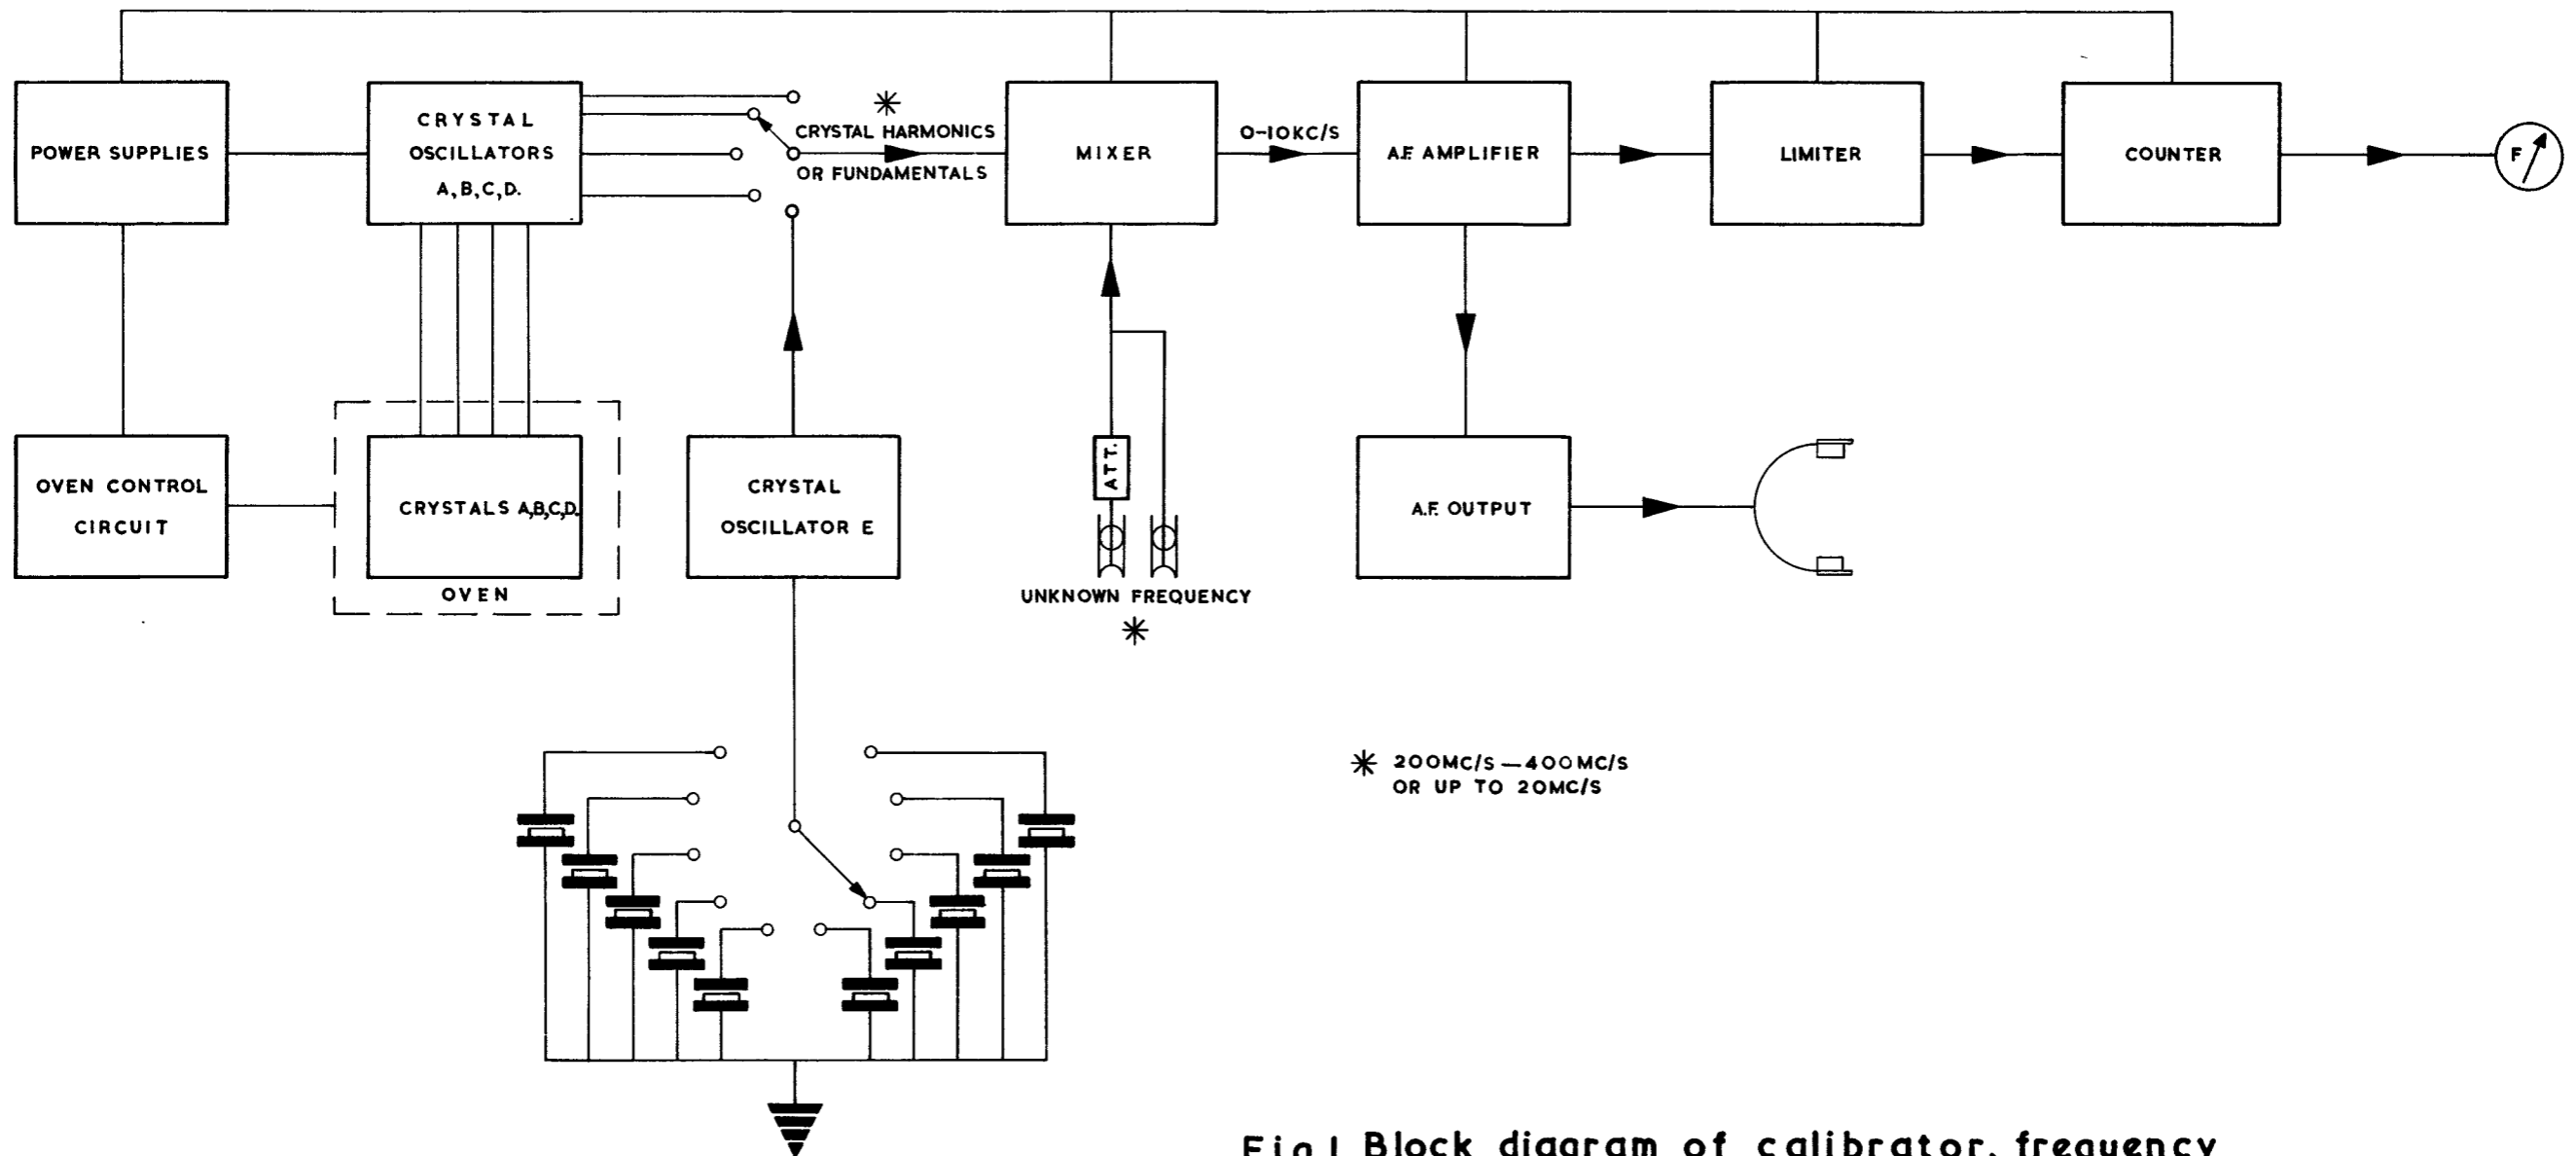 POWER SUPPLIES
CRYSTAL
OSCILLATORS
A, B, C, D.
CRYSTAL HARMONICS
OR FUNDAMENTALS
MIXER
0-10KC/S
A.F. AMPLIFIER
LIMITER
COUNTER
F
OVEN CONTROL
CIRCUIT
CRYSTALS A,B,C,D.
OVEN
CRYSTAL
OSCILLATOR E
ATT.
UNKNOWN FREQUENCY
A.F. OUTPUT
200MC/S — 400MC/S
OR UP TO 20MC/S
Fig 1 Block diagram of calibrator, frequency